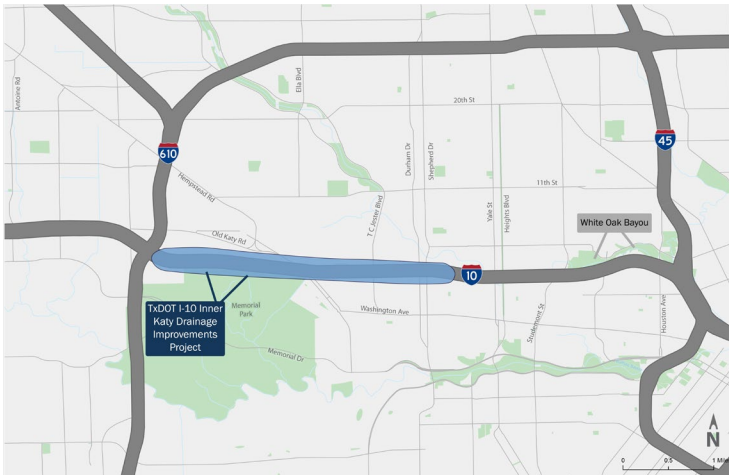 Antoine Rd
Ella Blvd
20th St
610
45
Durham Dr
Shepherd Dr
Hempstead Rd
11th St
T C Jester Blvd
Yale St
Heights Blvd
White Oak Bayou
Old Katy Rd
10
TxDOT I-10 Inner
Katy Drainage
Improvements
Project
Memorial
Park
Washington Ave
Studemont St
Houston Ave
Memorial Dr
N
0 0.5 1 Mile